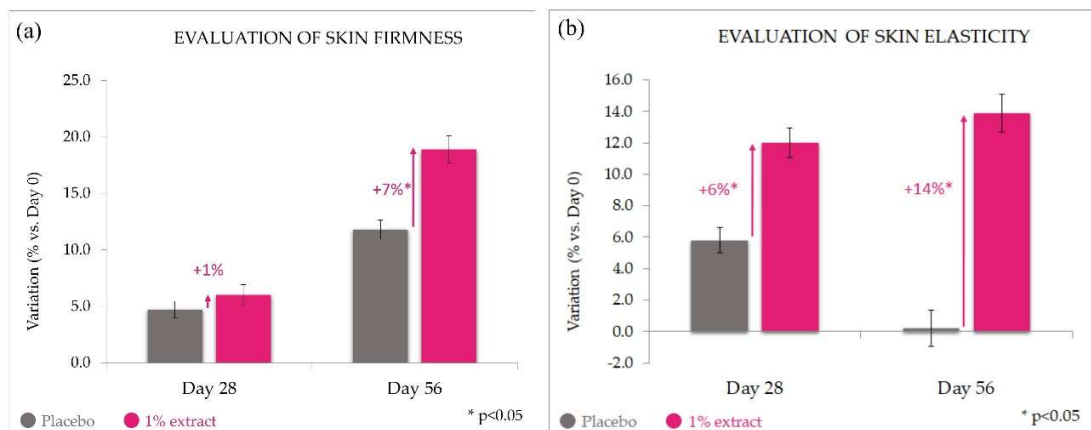 (a)
EVALUATION OF SKIN FIRMNESS
Variation (% vs. Day 0)
25.0
20.0
15.0
10.0
5.0
0.0
+1%
+7%*
Day 28
Day 56
Placebo
1% extract
* p<0.05
(b)
EVALUATION OF SKIN ELASTICITY
Variation (% vs. Day 0)
16.0
14.0
12.0
10.0
8.0
6.0
4.0
2.0
0.0
-2.0
+6%*
+14%*
Day 28
Day 56
Placebo
1% extract
* p<0.05